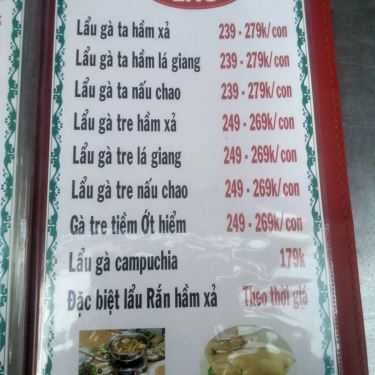 Lẩu gà ta hầm xả 239 - 279k/con
Lẩu gà ta hầm lá giang 239 - 279k/con
Lẩu gà ta nấu chao 239 - 279k/con
Lẩu gà tre hầm xả 249 - 269k/con
Lẩu gà tre lá giang 249 - 269k/con
Lẩu gà tre nấu chao 249 - 269k/con
Gà tre tiềm Ớt hiểm 249 - 269k/con
Lẩu gà campuchia 179k
Đặc biệt lẩu Rắn hầm xả Theo thời giá